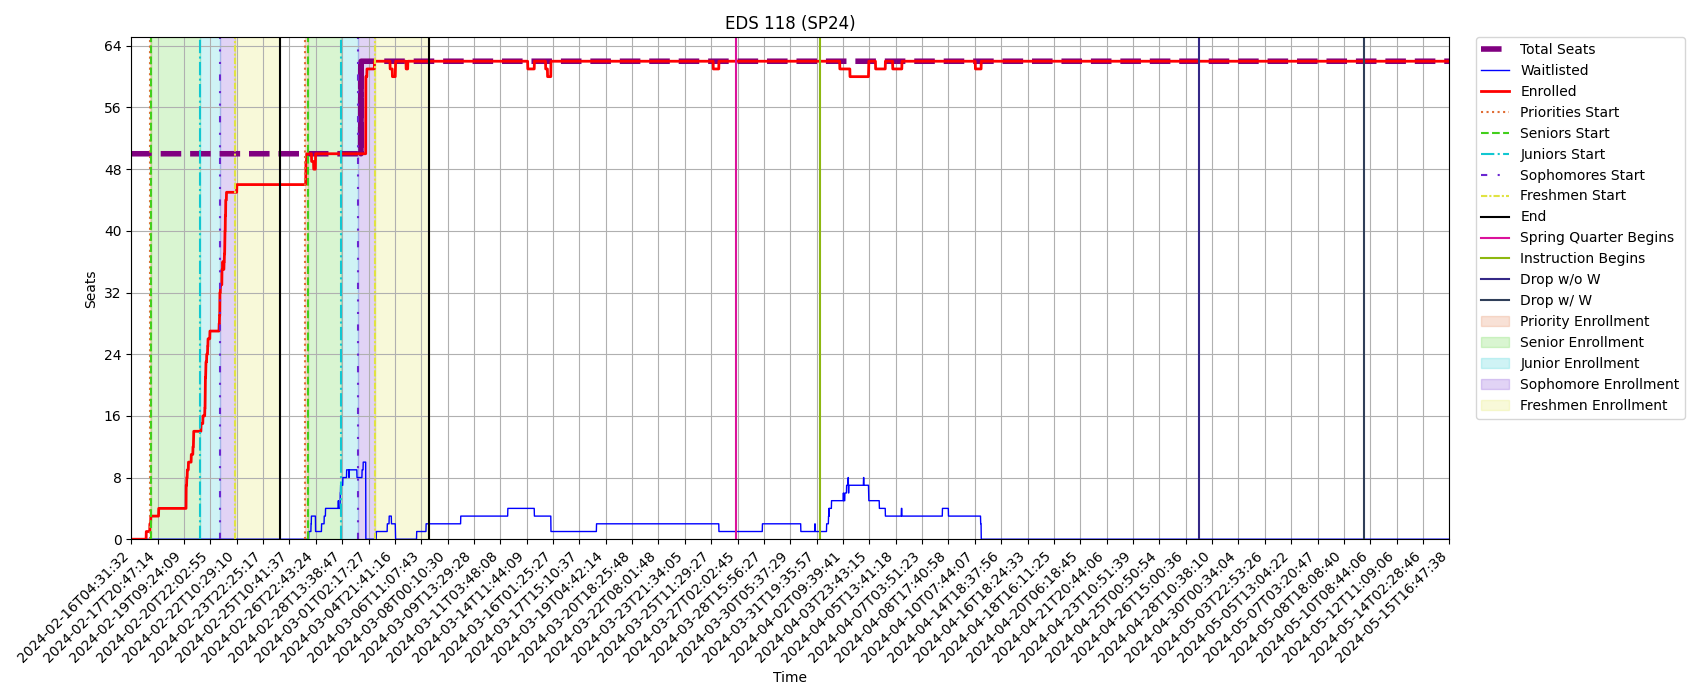 EDS 118 (SP24)
64
56
48
40
32
24
16
8
0
Seats
2024-02-16T04:31:32
2024-02-17T20:47:14
2024-02-19T09:24:09
2024-02-20T22:02:55
2024-02-22T10:29:10
2024-02-23T22:25:17
2024-02-25T10:41:37
2024-02-26T22:43:24
2024-02-28T13:38:47
2024-03-01T02:17:27
2024-03-04T21:41:16
2024-03-06T11:07:43
2024-03-08T00:10:30
2024-03-09T13:29:28
2024-03-11T03:48:08
2024-03-14T11:44:09
2024-03-16T01:25:27
2024-03-17T15:10:37
2024-03-19T04:42:14
2024-03-20T18:25:48
2024-03-22T08:01:48
2024-03-23T21:34:05
2024-03-25T11:29:27
2024-03-27T02:02:45
2024-03-28T15:56:27
2024-03-30T05:37:29
2024-03-31T19:35:57
2024-04-02T09:39:41
2024-04-03T23:43:15
2024-04-05T13:41:18
2024-04-07T03:51:23
2024-04-08T17:40:58
2024-04-10T07:44:07
2024-04-14T18:37:56
2024-04-16T18:24:33
2024-04-18T16:11:25
2024-04-20T06:18:45
2024-04-21T20:44:06
2024-04-23T10:51:39
2024-04-25T00:50:54
2024-04-26T15:00:36
2024-04-28T10:38:10
2024-04-30T00:34:04
2024-05-03T22:53:26
2024-05-05T13:04:22
2024-05-07T03:20:47
2024-05-08T18:08:40
2024-05-10T08:44:06
2024-05-12T11:09:06
2024-05-14T02:28:46
2024-05-15T16:47:38
Time
Total Seats
Waitlisted
Enrolled
Priorities Start
Seniors Start
Juniors Start
Sophomores Start
Freshmen Start
End
Spring Quarter Begins
Instruction Begins
Drop w/o W
Drop w/ W
Priority Enrollment
Senior Enrollment
Junior Enrollment
Sophomore Enrollment
Freshmen Enrollment